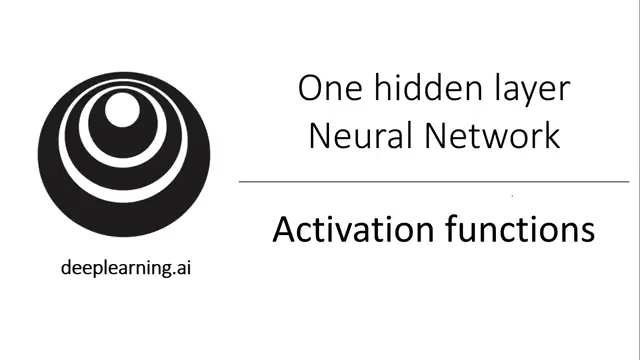 One hidden layer
Neural Network
Activation functions
deeplearning.ai